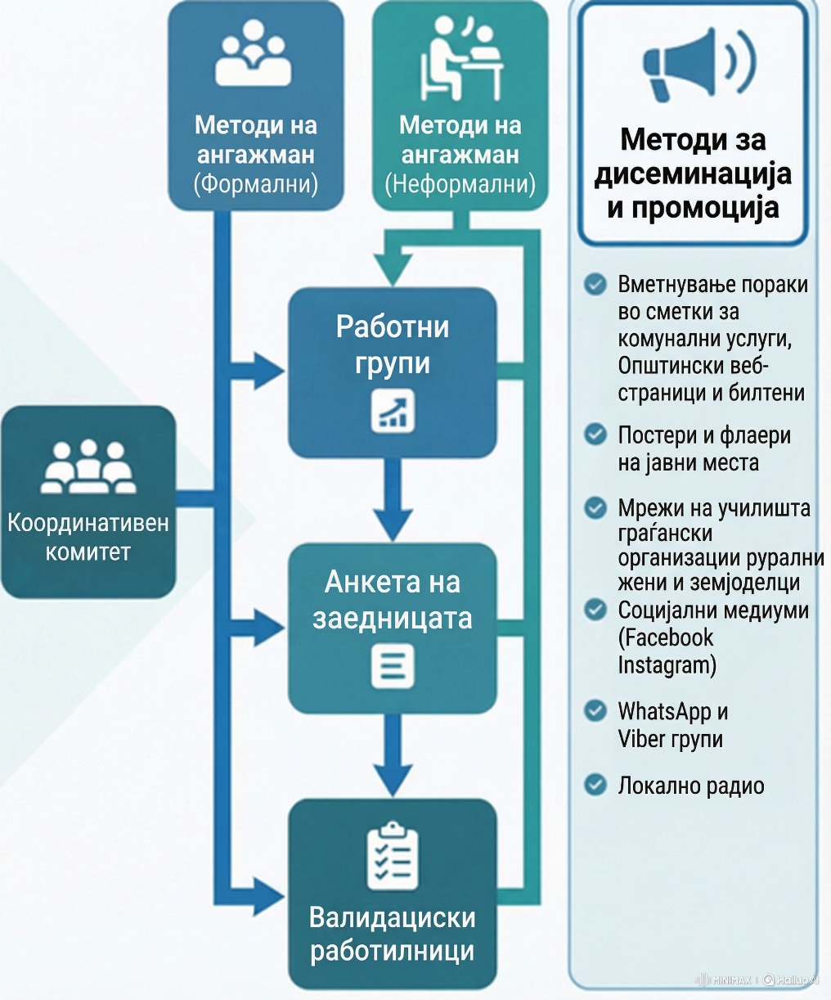 Методи на
ангажман
(Формални)
Методи на
ангажман
(Неформални)
Методи за
дисеминација
и промоција
Работни
групи
Координативен
комитет
Анкета на
заедницата
Валидациски
работилници
Вметнување пораки
во сметки за
комунални услуги,
Општински веб-
страници и билтени
Постери и флаери
на јавни места
Мрежи на училишта
граѓански
организации рурални
жени и земјоделци
Социјални медиуми
(Facebook
Instagram)
WhatsApp и
Viber групи
Локално радио
MINIMAX | Hailuo AI